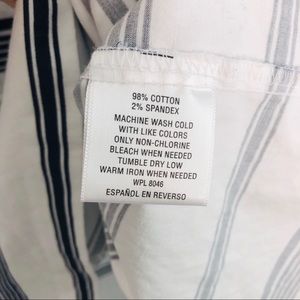 98% COTTON
2% SPANDEX
MACHINE WASH COLD
WITH LIKE COLORS
ONLY NON-CHLORINE
BLEACH WHEN NEEDED
TUMBLE DRY LOW
WARM IRON WHEN NEEDED
WPL 8046
ESPAÑOL EN REVERSO